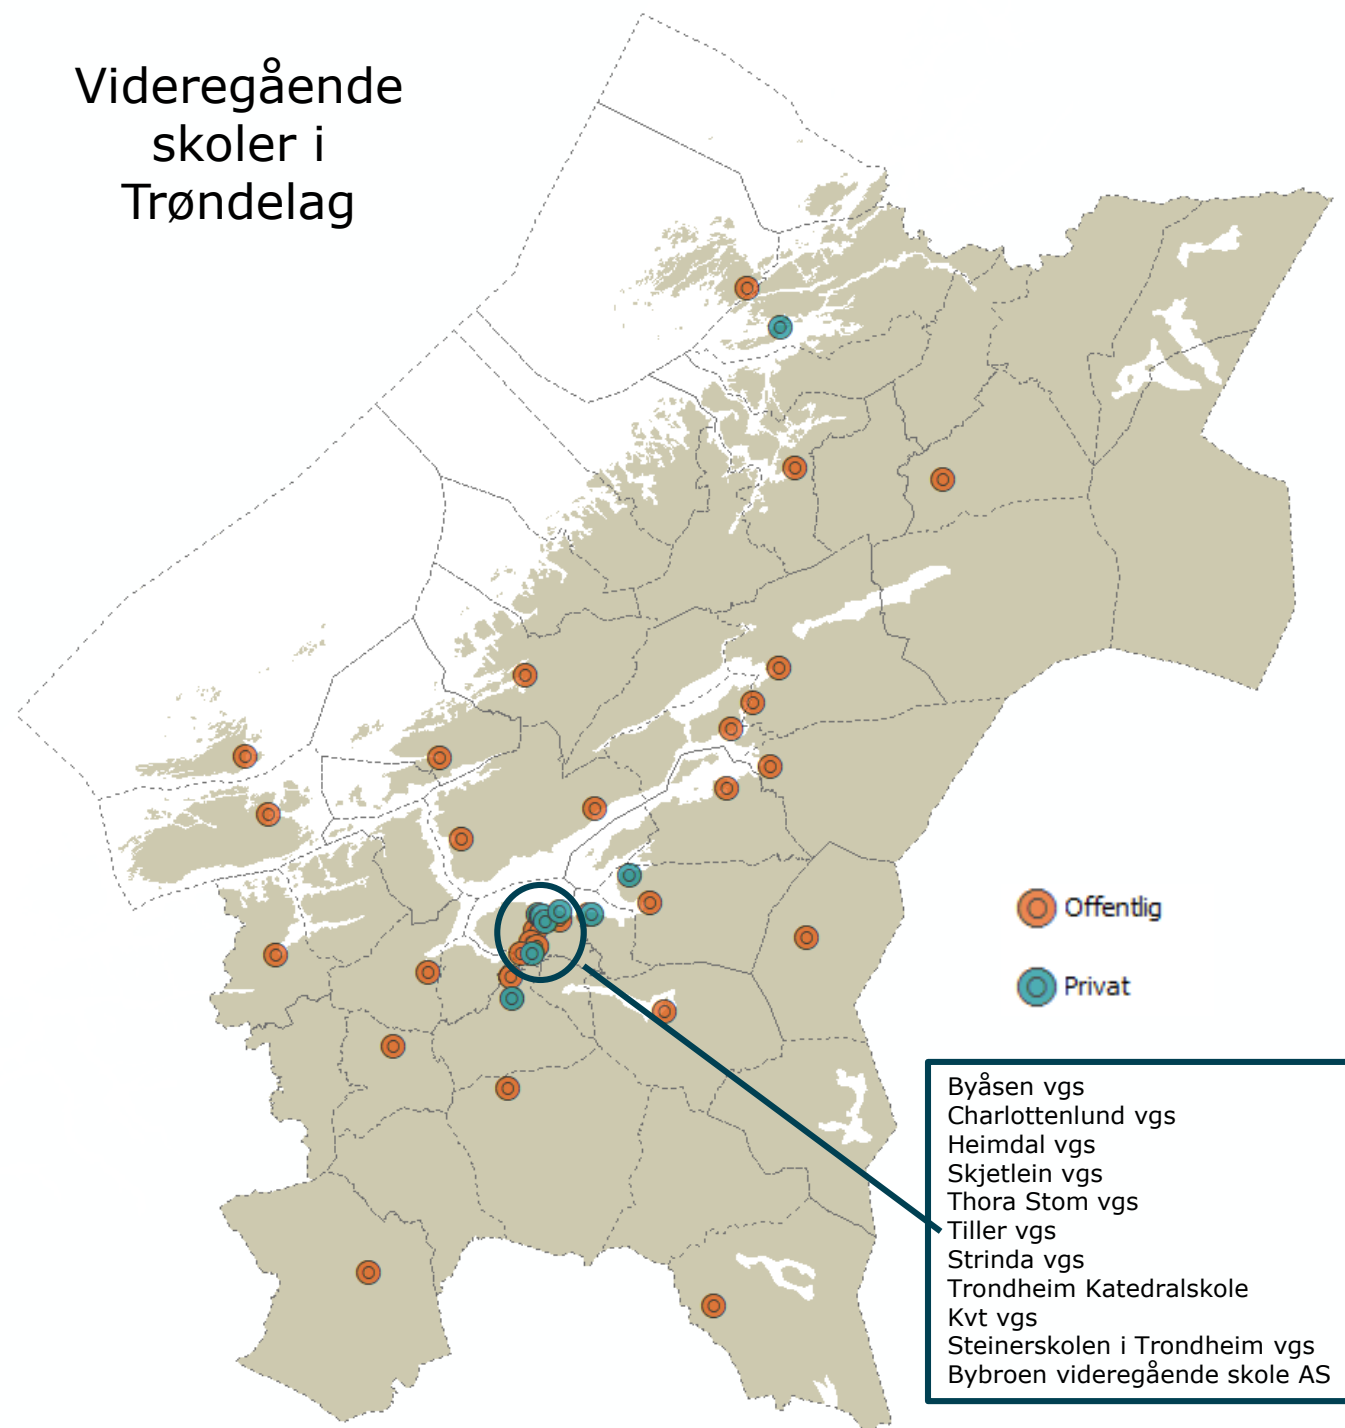 Videregående
skoler i
Trøndelag
Offentlig
Privat
Byåsen vgs
Charlottenlund vgs
Heimdal vgs
Skjetlein vgs
Thora Stom vgs
Tiller vgs
Strinda vgs
Trondheim Katedralskole
Kvt vgs
Steinerskolen i Trondheim vgs
Bybroen videregående skole AS